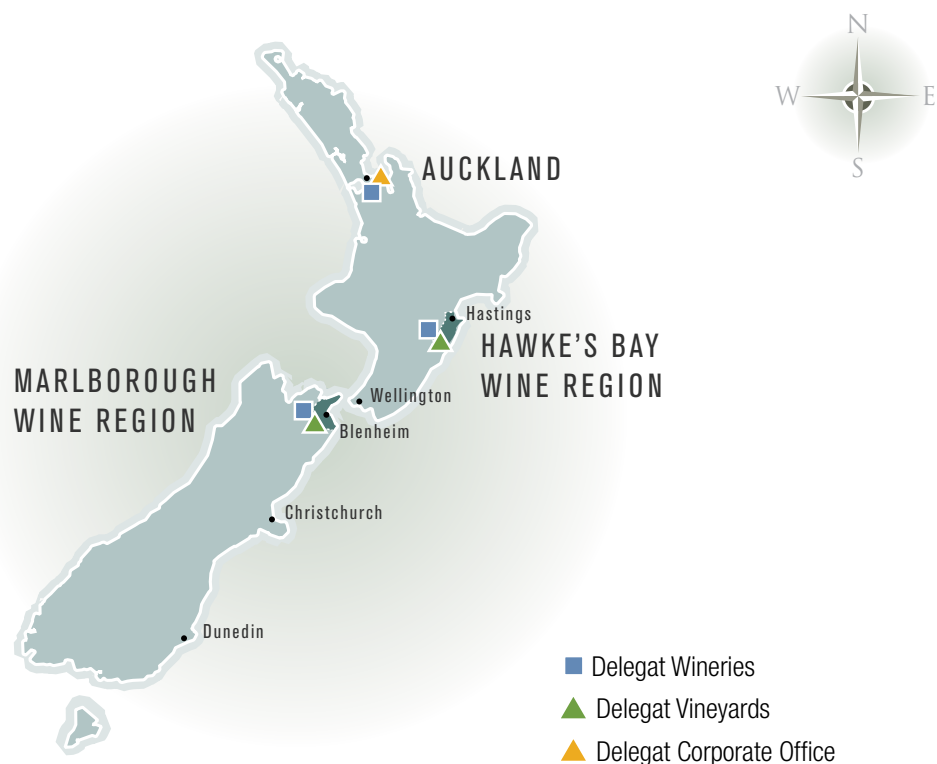 N
W
E
S
AUCKLAND
Hastings
HAWKE’S BAY
WINE REGION
MARLBOROUGH
WINE REGION
Wellington
Blenheim
Christchurch
Dunedin
Delegat Wineries
Delegat Vineyards
Delegat Corporate Office